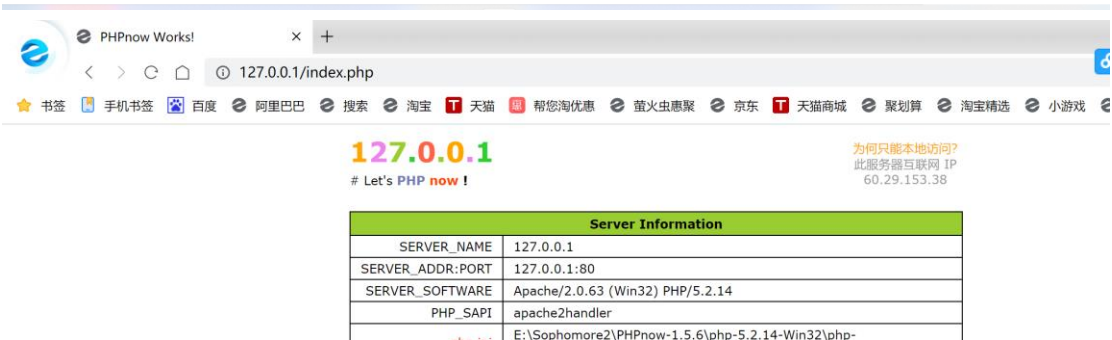 PHPnow Works!
127.0.0.1/index.php
书签 手机书签 百度 阿里巴巴 搜索 淘宝 天猫 帮您淘优惠 萤火虫惠聚 京东 天猫商城 聚划算 淘宝精选 小游戏
127.0.0.1
为何只能本地访问?
此服务器互联网 IP
60.29.153.38
# Let's PHP now !
Server Information
SERVER_NAME 127.0.0.1
SERVER_ADDR:PORT 127.0.0.1:80
SERVER_SOFTWARE Apache/2.0.63 (Win32) PHP/5.2.14
PHP_SAPI apache2handler
E:\Sophomore2\PHPnow-1.5.6\php-5.2.14-Win32\php-